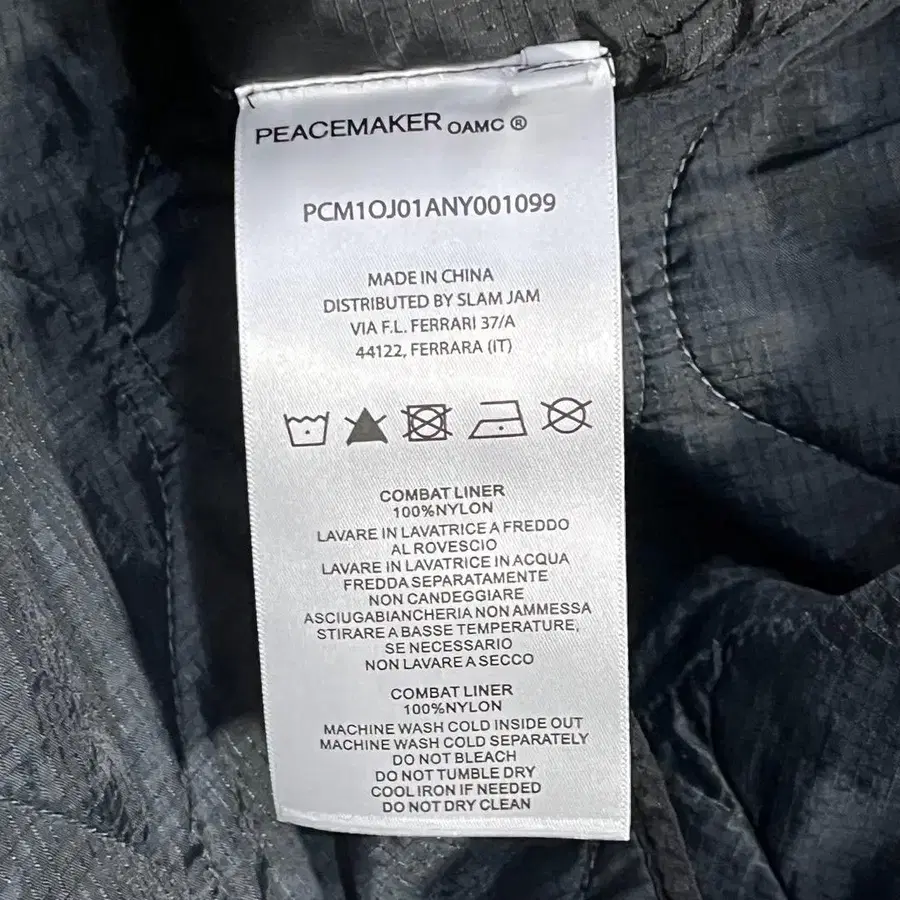 PEACEMAKER OAMC ®
PCM1OJ01ANY001099
MADE IN CHINA
DISTRIBUTED BY SLAM JAM
VIA F.L. FERRARI 37/A
44122, FERRARA (IT)
COMBAT LINER
100%NYLON
LAVARE IN LAVATRICE A FREDDO
AL ROVESCIO
LAVARE IN LAVATRICE IN ACQUA
FREDDA SEPARATAMENTE
NON CANDEGGIARE
ASCIUGABIANCHERIA NON AMMESSA
STIRARE A BASSE TEMPERATURE,
SE NECESSARIO
NON LAVARE A SECCO
COMBAT LINER
100%NYLON
MACHINE WASH COLD INSIDE OUT
MACHINE WASH COLD SEPARATELY
DO NOT BLEACH
DO NOT TUMBLE DRY
COOL IRON IF NEEDED
DO NOT DRY CLEAN